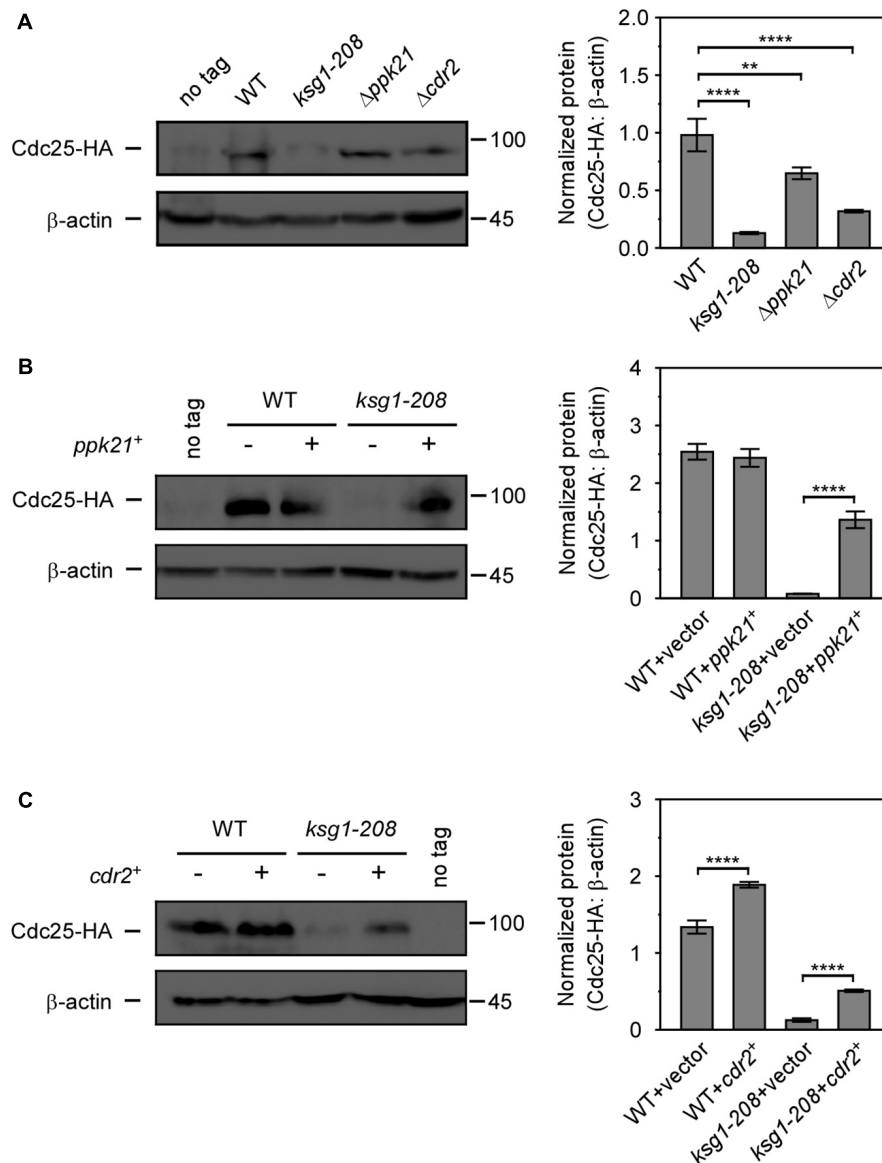 A
no tag
WT
ksg1-208
Δppk21
Δcdr2
Cdc25-HA
100
β-actin
45
Normalized protein
(Cdc25-HA: β-actin)
2.0
1.5
1.0
0.5
0.0
****
**
****
WT
ksg1-208
Δppk21
Δcdr2
B
no tag
WT
ksg1-208
ppk21⁺
- + - +
Cdc25-HA
100
β-actin
45
Normalized protein
(Cdc25-HA: β-actin)
4
3
2
1
0
****
WT+vector
WT+ppk21⁺
ksg1-208+vector
ksg1-208+ppk21⁺
C
WT
ksg1-208
no tag
cdr2⁺
- + - +
Cdc25-HA
100
β-actin
45
Normalized protein
(Cdc25-HA: β-actin)
3
2
1
0
****
****
WT+vector
WT+cdr2⁺
ksg1-208+vector
ksg1-208+cdr2⁺